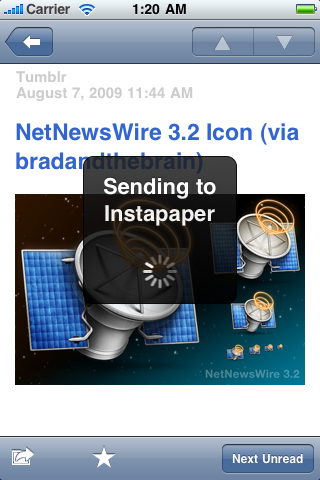 Carrier 1:20 AM
Tumblr
August 7, 2009 11:44 AM
NetNewsWire 3.2 Icon (via
bradandthebrain)
Sending to
Instapaper
NetNewsWire 3.2
Next Unread